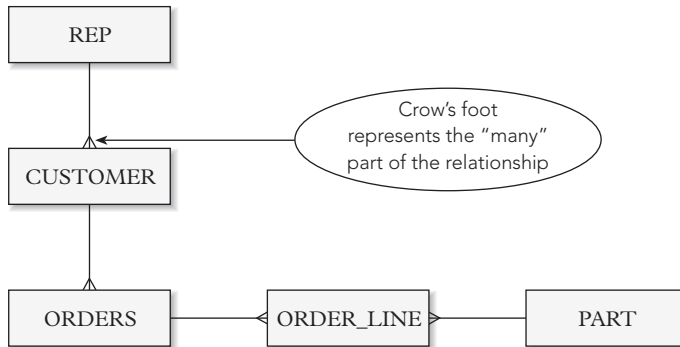 REP
Crow's foot
represents the “many”
part of the relationship
CUSTOMER
ORDERS
ORDER_LINE
PART